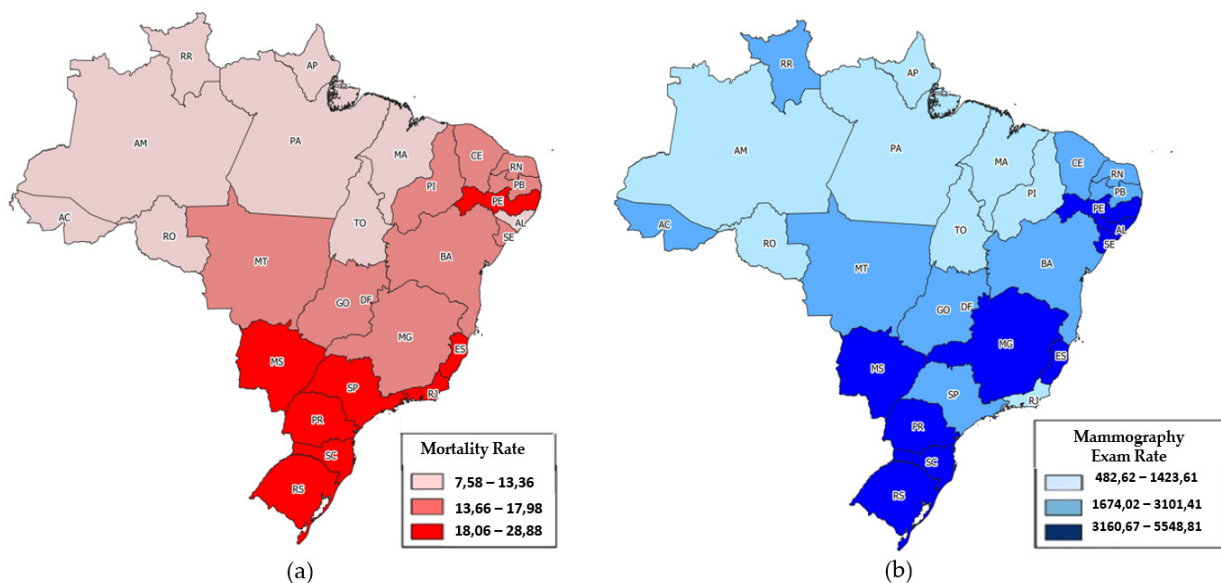 RR
AP
AM
PA
MA
CE
RN
PB
PI
PE
AL
SE
AC
RO
TO
MT
BA
GO
DF
MG
ES
MS
SP
RJ
PR
SC
RS
Mortality Rate
7,58 – 13,36
13,66 – 17,98
18,06 – 28,88
(a)
RR
AP
AM
PA
MA
CE
RN
PB
PI
PE
AL
SE
AC
RO
TO
MT
BA
GO
DF
MG
ES
MS
SP
RJ
PR
SC
RS
Mammography
Exam Rate
482,62 – 1423,61
1674,02 – 3101,41
3160,67 – 5548,81
(b)